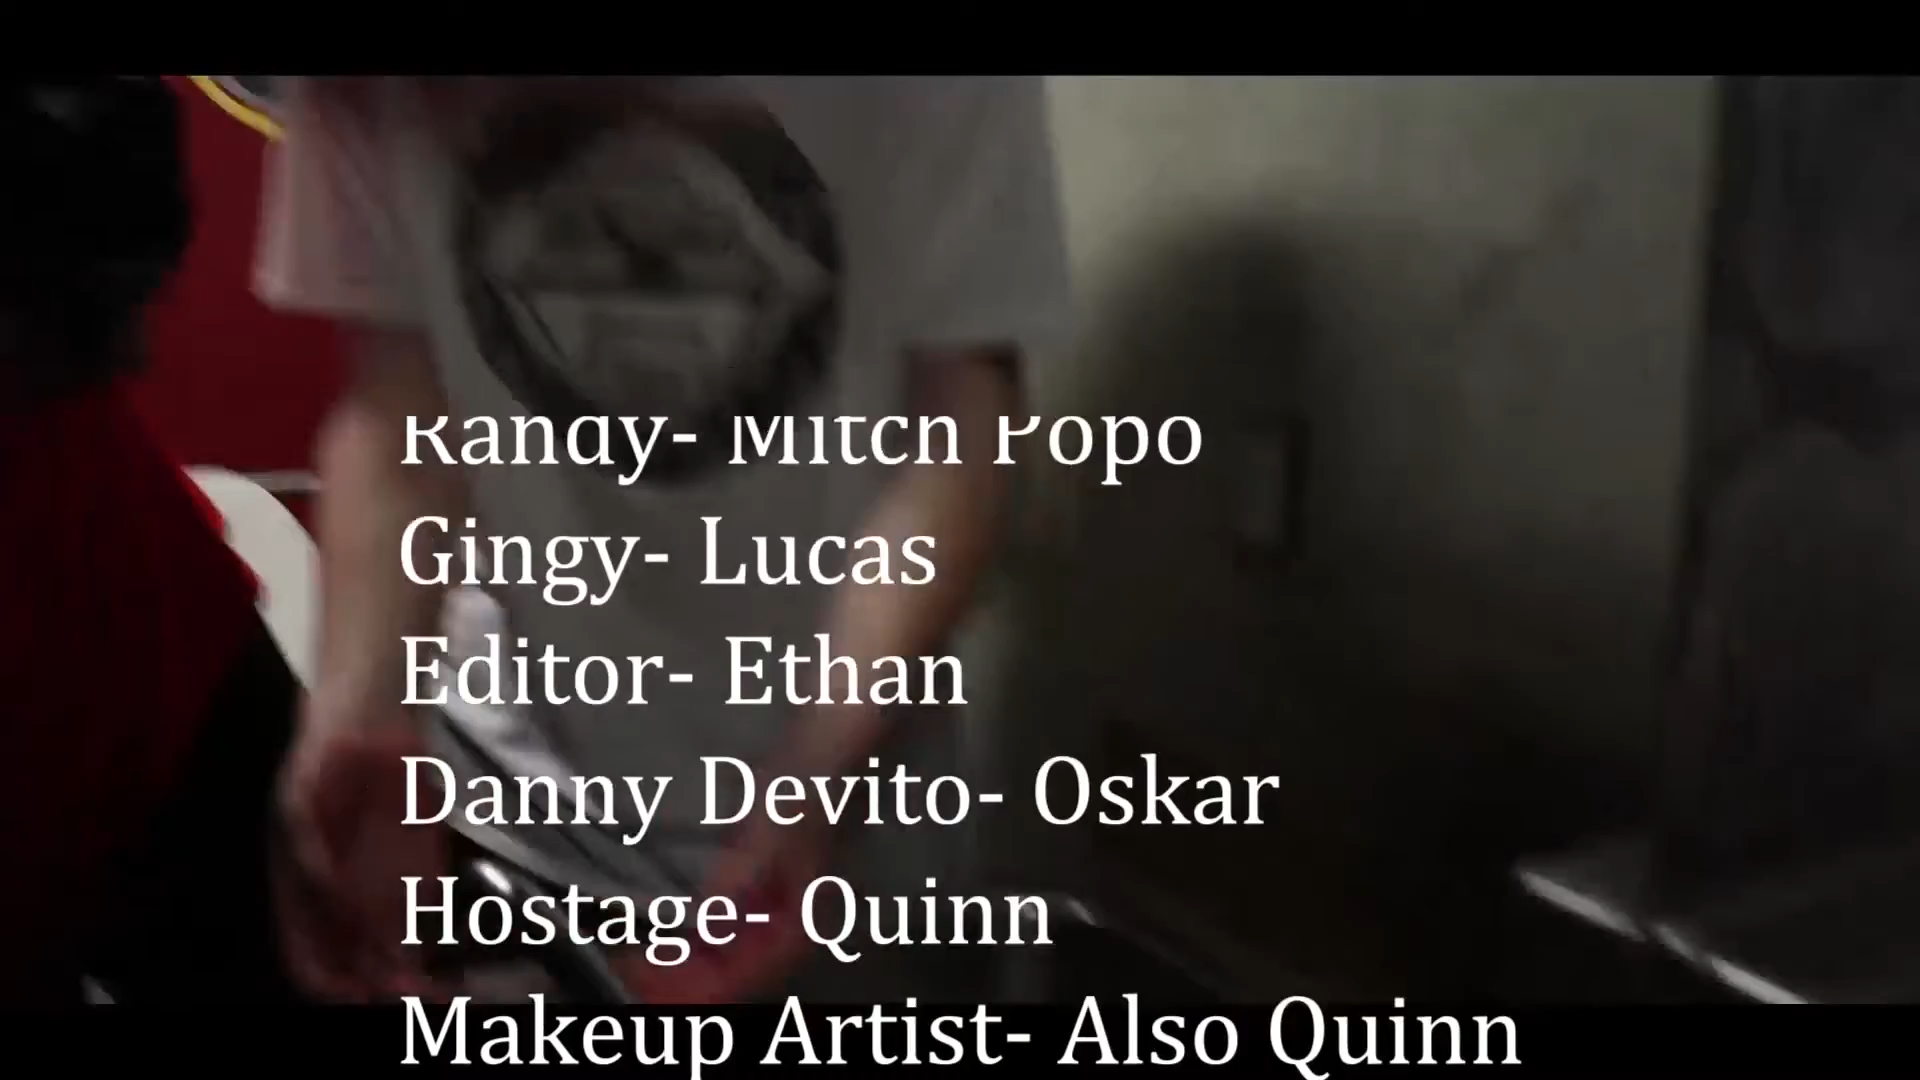 Randy- Mitch Popo
Gingy- Lucas
Editor- Ethan
Danny Devito- Oskar
Hostage- Quinn
Makeup Artist- Also Quinn